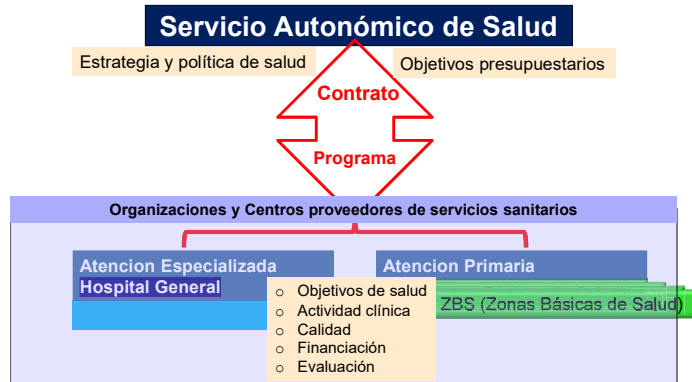 Servicio Autonómico de Salud
Estrategia y política de salud
Objetivos presupuestarios
Contrato
Programa
Organizaciones y Centros proveedores de servicios sanitarios
Atencion Especializada
Hospital General
Atencion Primaria
ZBS (Zonas Básicas de Salud)
o Objetivos de salud
o Actividad clínica
o Calidad
o Financiación
o Evaluación